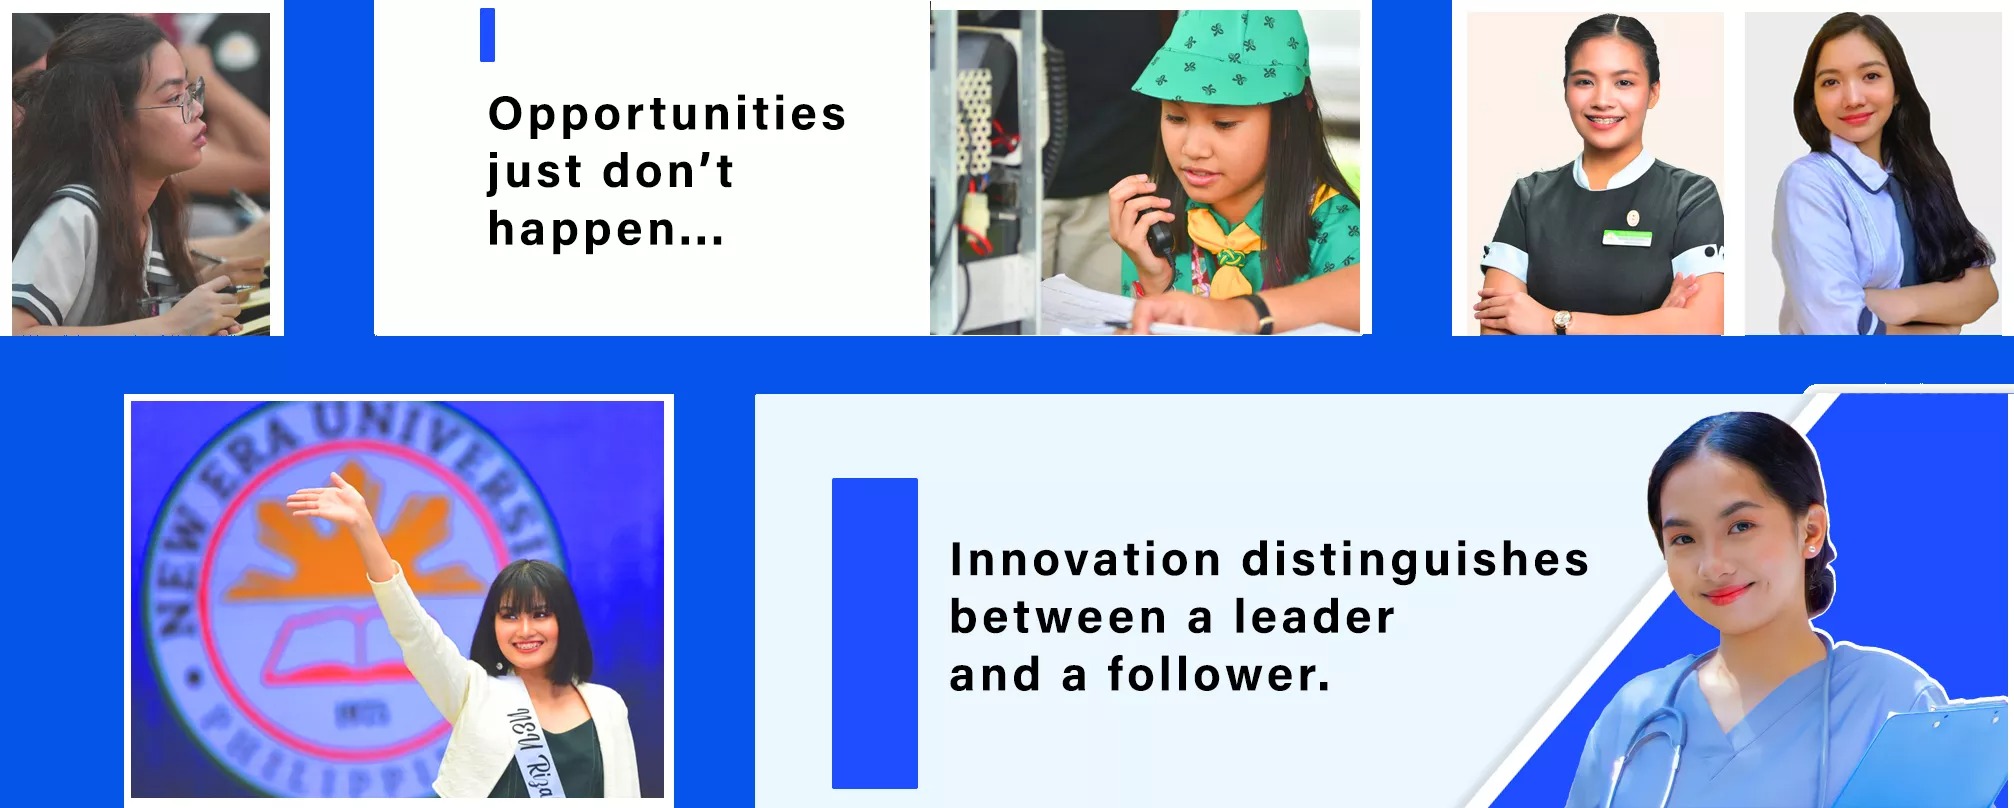 Opportunities
just don’t
happen...
NEW ERA UNIVERSI
PHILIPPI
NEU Riza
Innovation distinguishes
between a leader
and a follower.